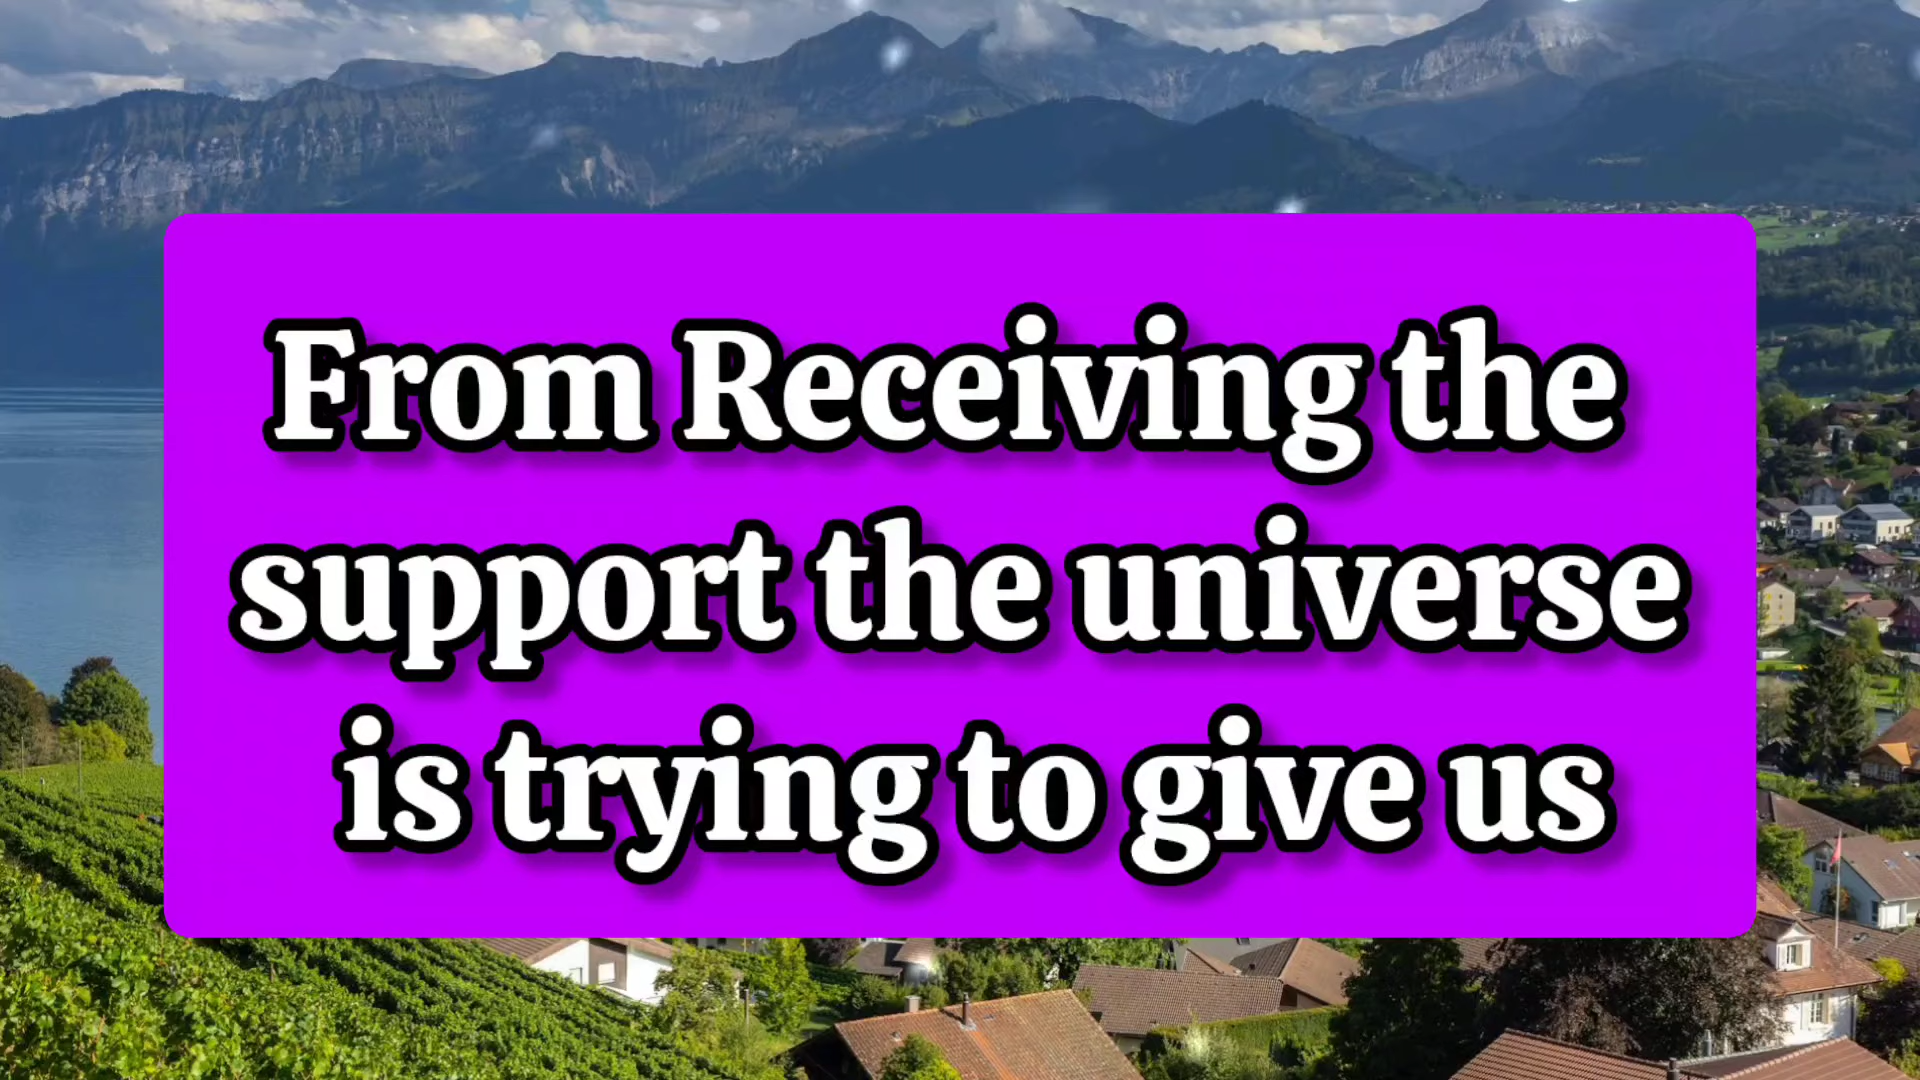 From Receiving the
support the universe
is trying to give us